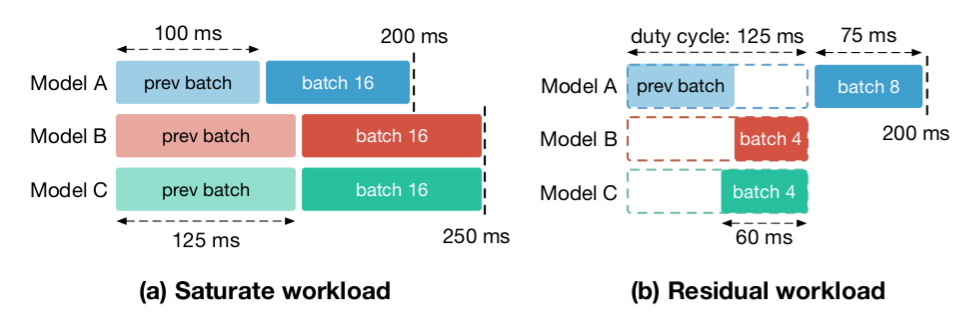 100 ms
200 ms
Model A
prev batch
batch 16
Model B
prev batch
batch 16
Model C
prev batch
batch 16
125 ms
250 ms
(a) Saturate workload
duty cycle: 125 ms
75 ms
Model A
prev batch
batch 8
200 ms
Model B
batch 4
Model C
batch 4
60 ms
(b) Residual workload